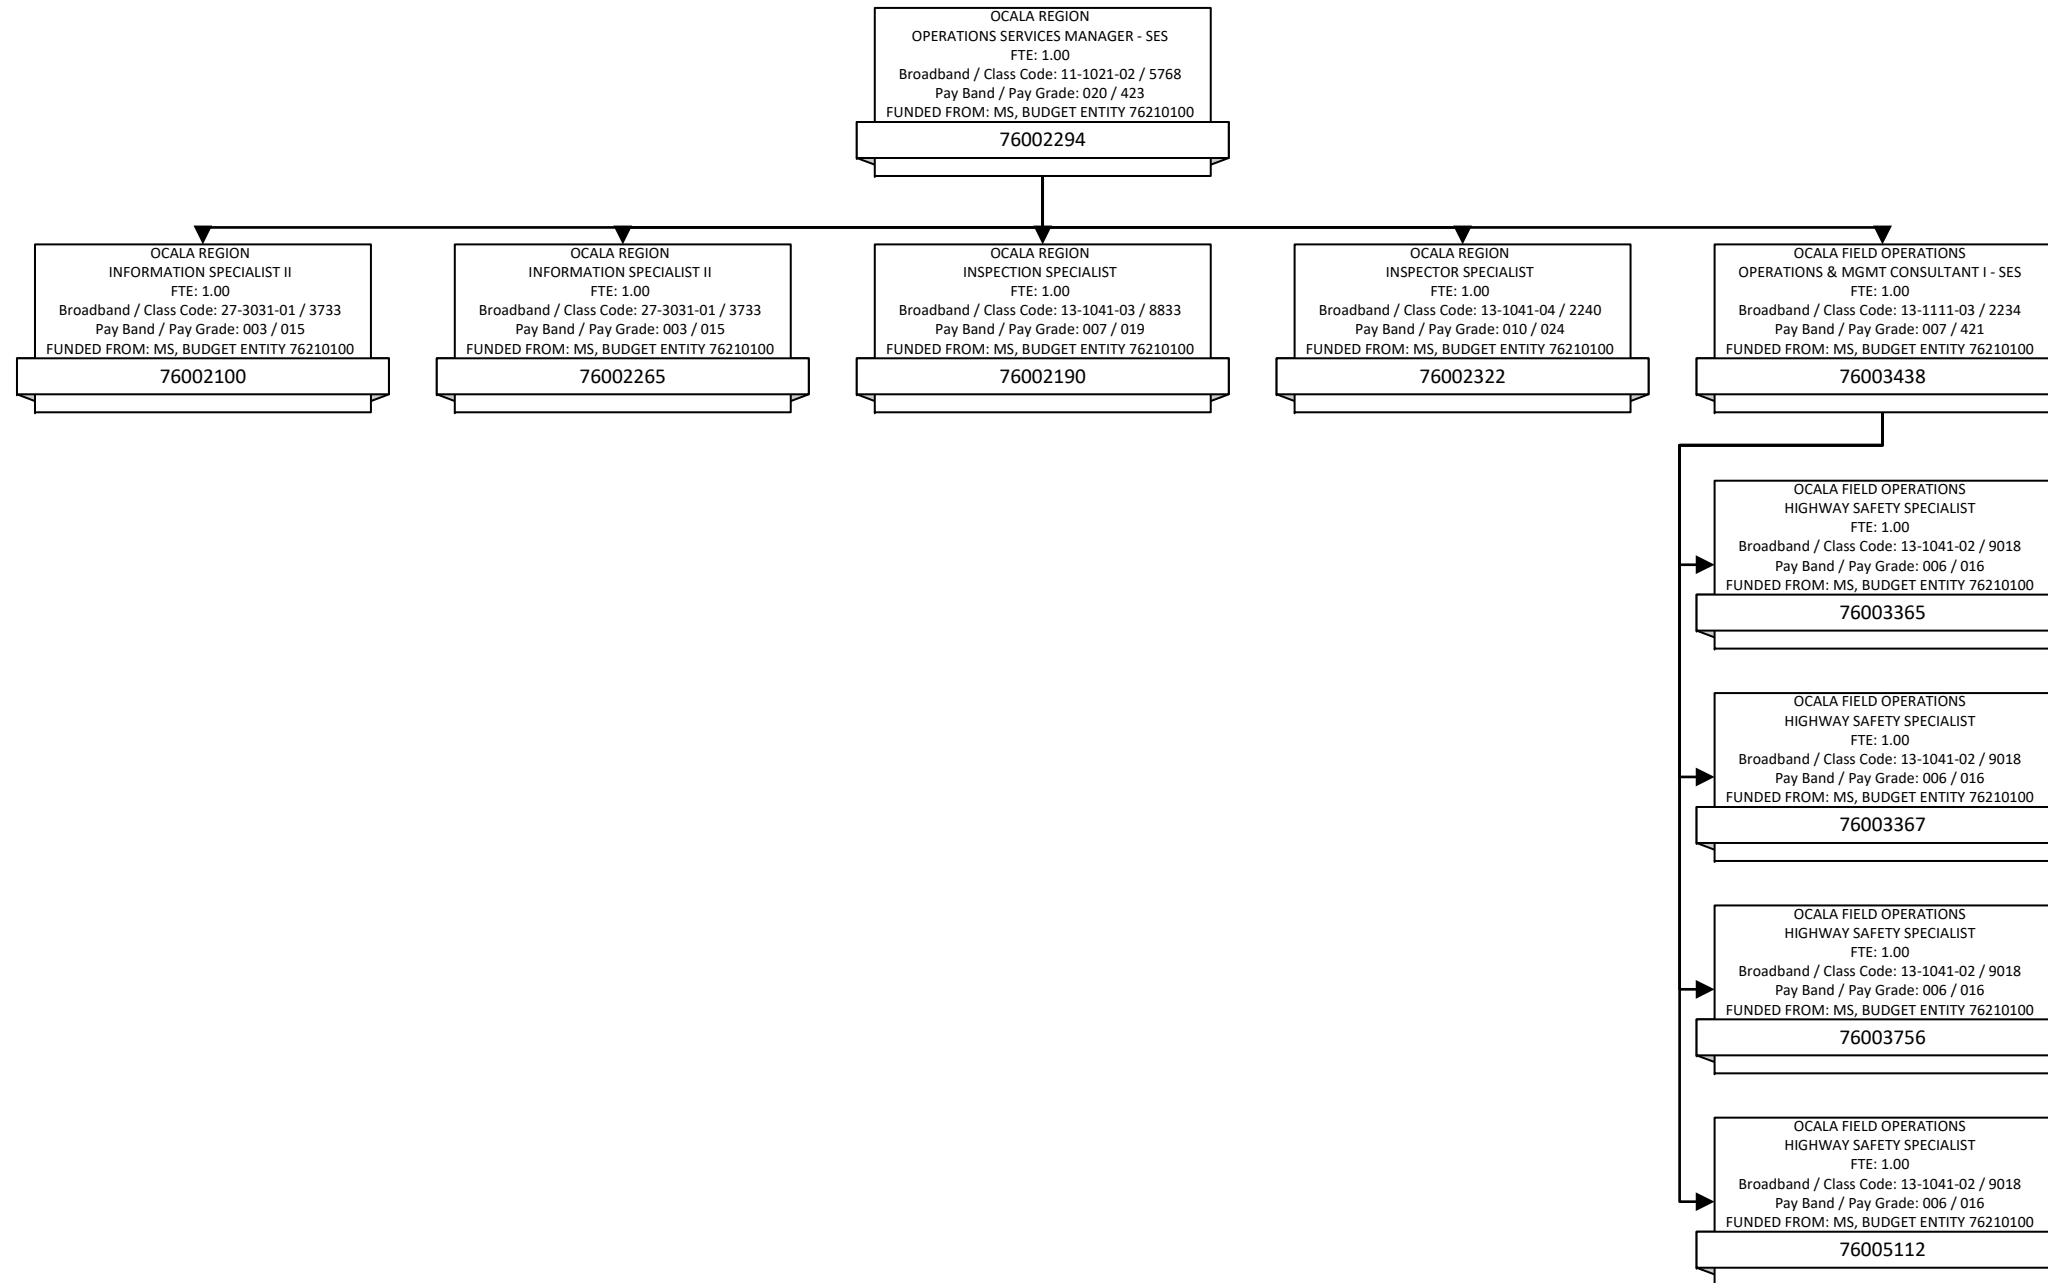 OCALA REGION
OPERATIONS SERVICES MANAGER - SES
FTE: 1.00
Broadband / Class Code: 11-1021-02 / 5768
Pay Band / Pay Grade: 020 / 423
FUNDED FROM: MS, BUDGET ENTITY 76210100
76002294
OCALA REGION
INFORMATION SPECIALIST II
FTE: 1.00
Broadband / Class Code: 27-3031-01 / 3733
Pay Band / Pay Grade: 003 / 015
FUNDED FROM: MS, BUDGET ENTITY 76210100
76002100
OCALA REGION
INFORMATION SPECIALIST II
FTE: 1.00
Broadband / Class Code: 27-3031-01 / 3733
Pay Band / Pay Grade: 003 / 015
FUNDED FROM: MS, BUDGET ENTITY 76210100
76002265
OCALA REGION
INSPECTION SPECIALIST
FTE: 1.00
Broadband / Class Code: 13-1041-03 / 8833
Pay Band / Pay Grade: 007 / 019
FUNDED FROM: MS, BUDGET ENTITY 76210100
76002190
OCALA REGION
INSPECTOR SPECIALIST
FTE: 1.00
Broadband / Class Code: 13-1041-04 / 2240
Pay Band / Pay Grade: 010 / 024
FUNDED FROM: MS, BUDGET ENTITY 76210100
76002322
OCALA FIELD OPERATIONS
OPERATIONS & MGMT CONSULTANT I - SES
FTE: 1.00
Broadband / Class Code: 13-1111-03 / 2234
Pay Band / Pay Grade: 007 / 421
FUNDED FROM: MS, BUDGET ENTITY 76210100
76003438
OCALA FIELD OPERATIONS
HIGHWAY SAFETY SPECIALIST
FTE: 1.00
Broadband / Class Code: 13-1041-02 / 9018
Pay Band / Pay Grade: 006 / 016
FUNDED FROM: MS, BUDGET ENTITY 76210100
76003365
OCALA FIELD OPERATIONS
HIGHWAY SAFETY SPECIALIST
FTE: 1.00
Broadband / Class Code: 13-1041-02 / 9018
Pay Band / Pay Grade: 006 / 016
FUNDED FROM: MS, BUDGET ENTITY 76210100
76003367
OCALA FIELD OPERATIONS
HIGHWAY SAFETY SPECIALIST
FTE: 1.00
Broadband / Class Code: 13-1041-02 / 9018
Pay Band / Pay Grade: 006 / 016
FUNDED FROM: MS, BUDGET ENTITY 76210100
76003756
OCALA FIELD OPERATIONS
HIGHWAY SAFETY SPECIALIST
FTE: 1.00
Broadband / Class Code: 13-1041-02 / 9018
Pay Band / Pay Grade: 006 / 016
FUNDED FROM: MS, BUDGET ENTITY 76210100
76005112